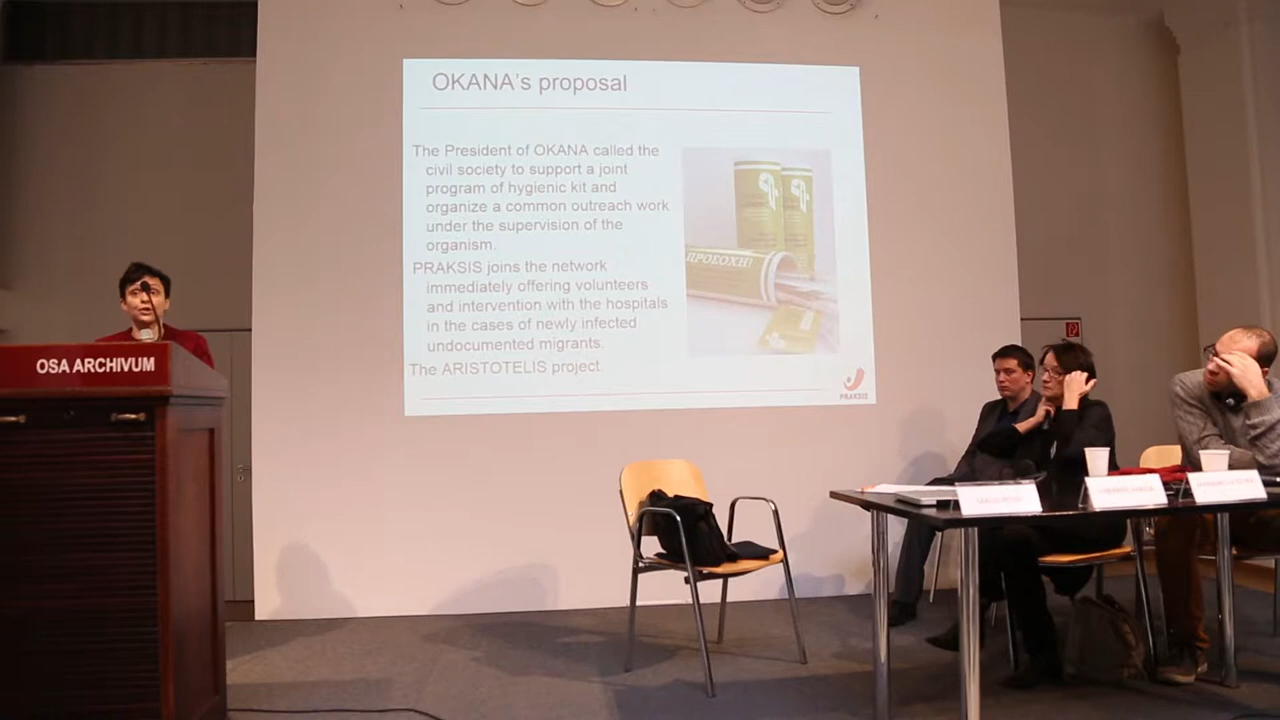 OKANA's proposal
The President of OKANA called the
civil society to support a joint
program of hygienic kit and
organize a common outreach work
under the supervision of the
organism.
PRAKSIS joins the network
immediately offering volunteers
and intervention with the hospitals
in the cases of newly infected
undocumented migrants.
The ARISTOTELIS project.
ΠΡΟΣΟΧΗ!
PRAKSIS
OSA ARCHIVUM